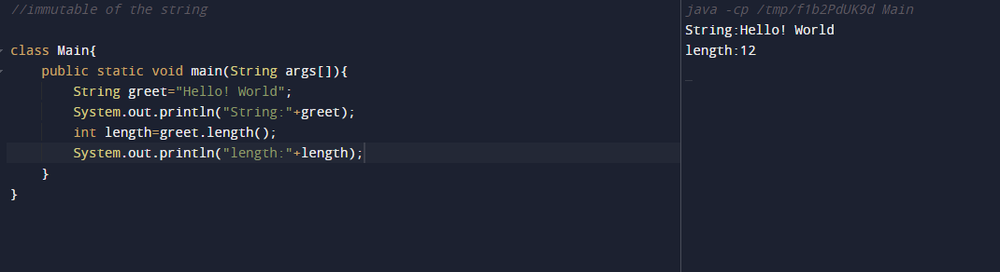 //immutable of the string
class Main{
public static void main(String args[]){
String greet="Hello! World";
System.out.println("String:"+greet);
int length=greet.length();
System.out.println("length:"+length);
}
}
java -cp /tmp/f1b2PdUK9d Main
String:Hello! World
length:12
_